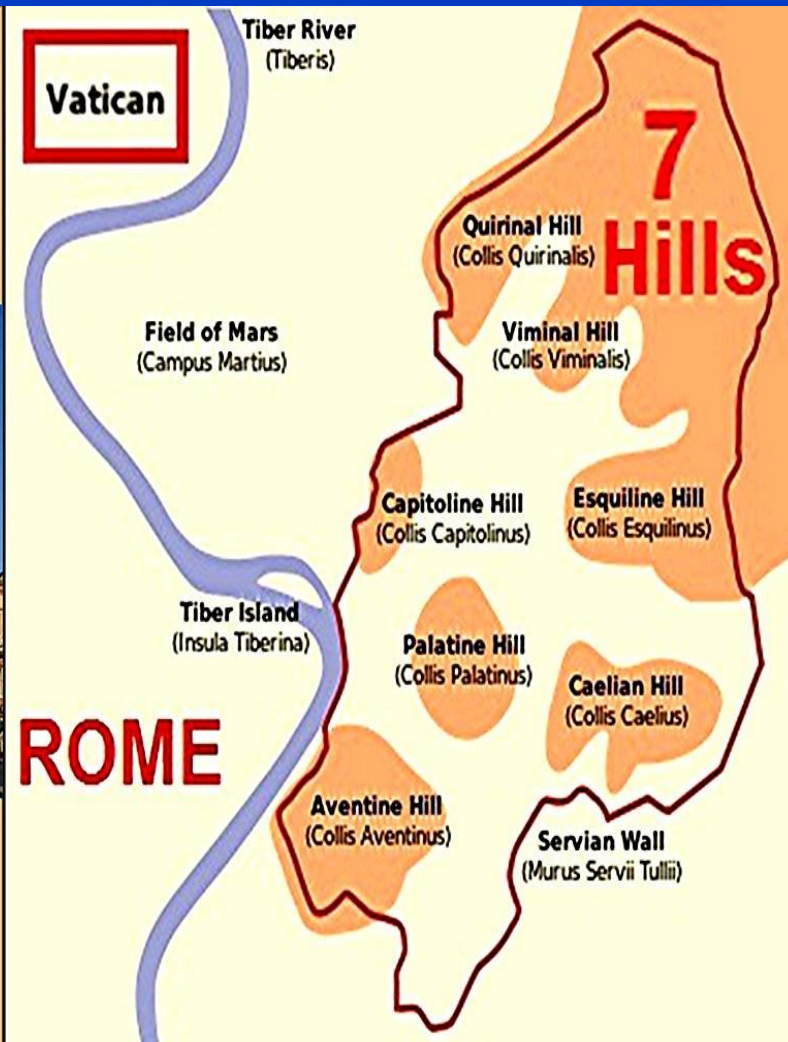 Tiber River
(Tiberis)
Vatican
7
Hills
Quirinal Hill
(Collis Quirinalis)
Field of Mars
(Campus Martius)
Viminal Hill
(Collis Viminalis)
Capitoline Hill
(Collis Capitolinus)
Esquiline Hill
(Collis Esquilinus)
Tiber Island
(Insula Tiberina)
Palatine Hill
(Collis Palatinus)
Caelian Hill
(Collis Caelius)
ROME
Aventine Hill
(Collis Aventinus)
Servian Wall
(Murus Servii Tullii)